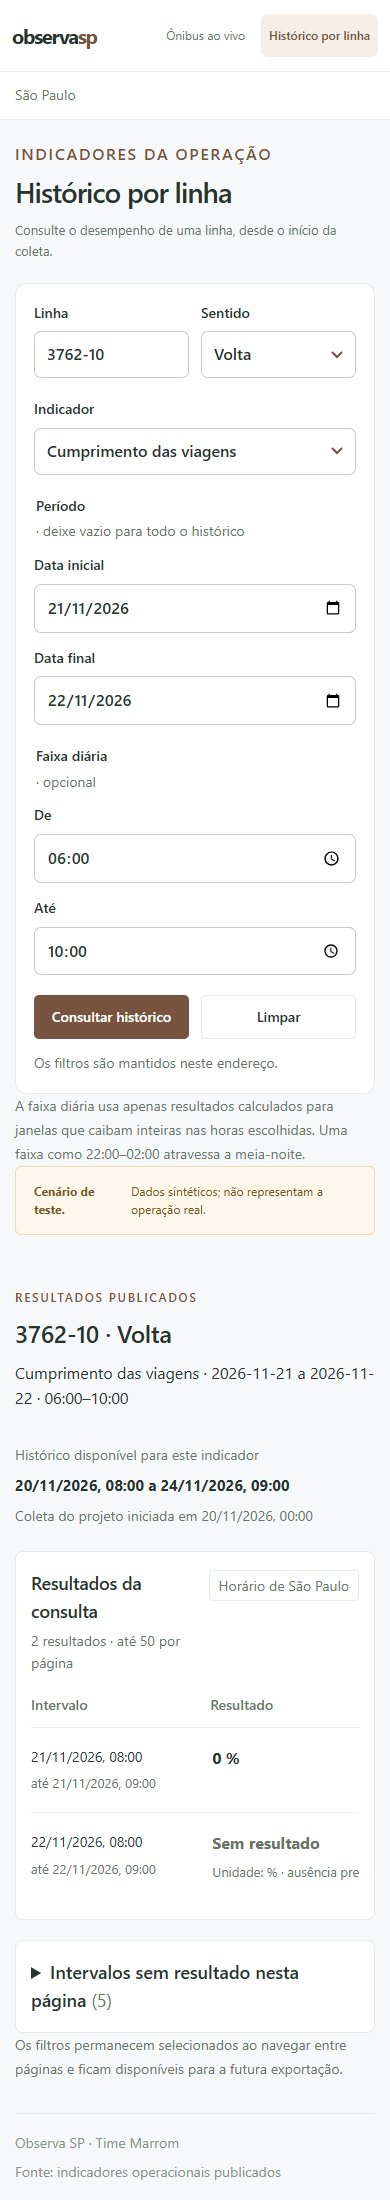 observasp Ônibus ao vivo Histórico por linha
São Paulo
INDICADORES DA OPERAÇÃO
Histórico por linha
Consulte o desempenho de uma linha, desde o início da
coleta.
Linha Sentido
3762-10 Volta
Indicador
Cumprimento das viagens
Período
· deixe vazio para todo o histórico
Data inicial
21/11/2026
Data final
22/11/2026
Faixa diária
· opcional
De
06:00
Até
10:00
Consultar histórico Limpar
Os filtros são mantidos neste endereço.
A faixa diária usa apenas resultados calculados para
janelas que caibam inteiras nas horas escolhidas. Uma
faixa como 22:00–02:00 atravessa a meia-noite.
Cenário de Dados sintéticos; não representam a
teste. operação real.
RESULTADOS PUBLICADOS
3762-10 · Volta
Cumprimento das viagens · 2026-11-21 a 2026-11-
22 · 06:00–10:00
Histórico disponível para este indicador
20/11/2026, 08:00 a 24/11/2026, 09:00
Coleta do projeto iniciada em 20/11/2026, 00:00
Resultados da Horário de São Paulo
consulta
2 resultados · até 50 por
página
Intervalo Resultado
21/11/2026, 08:00 0 %
até 21/11/2026, 09:00
22/11/2026, 08:00 Sem resultado
até 22/11/2026, 09:00 Unidade: % · ausência pre
▶ Intervalos sem resultado nesta
página (5)
Os filtros permanecem selecionados ao navegar entre
páginas e ficam disponíveis para a futura exportação.
Observa SP · Time Marrom
Fonte: indicadores operacionais publicados